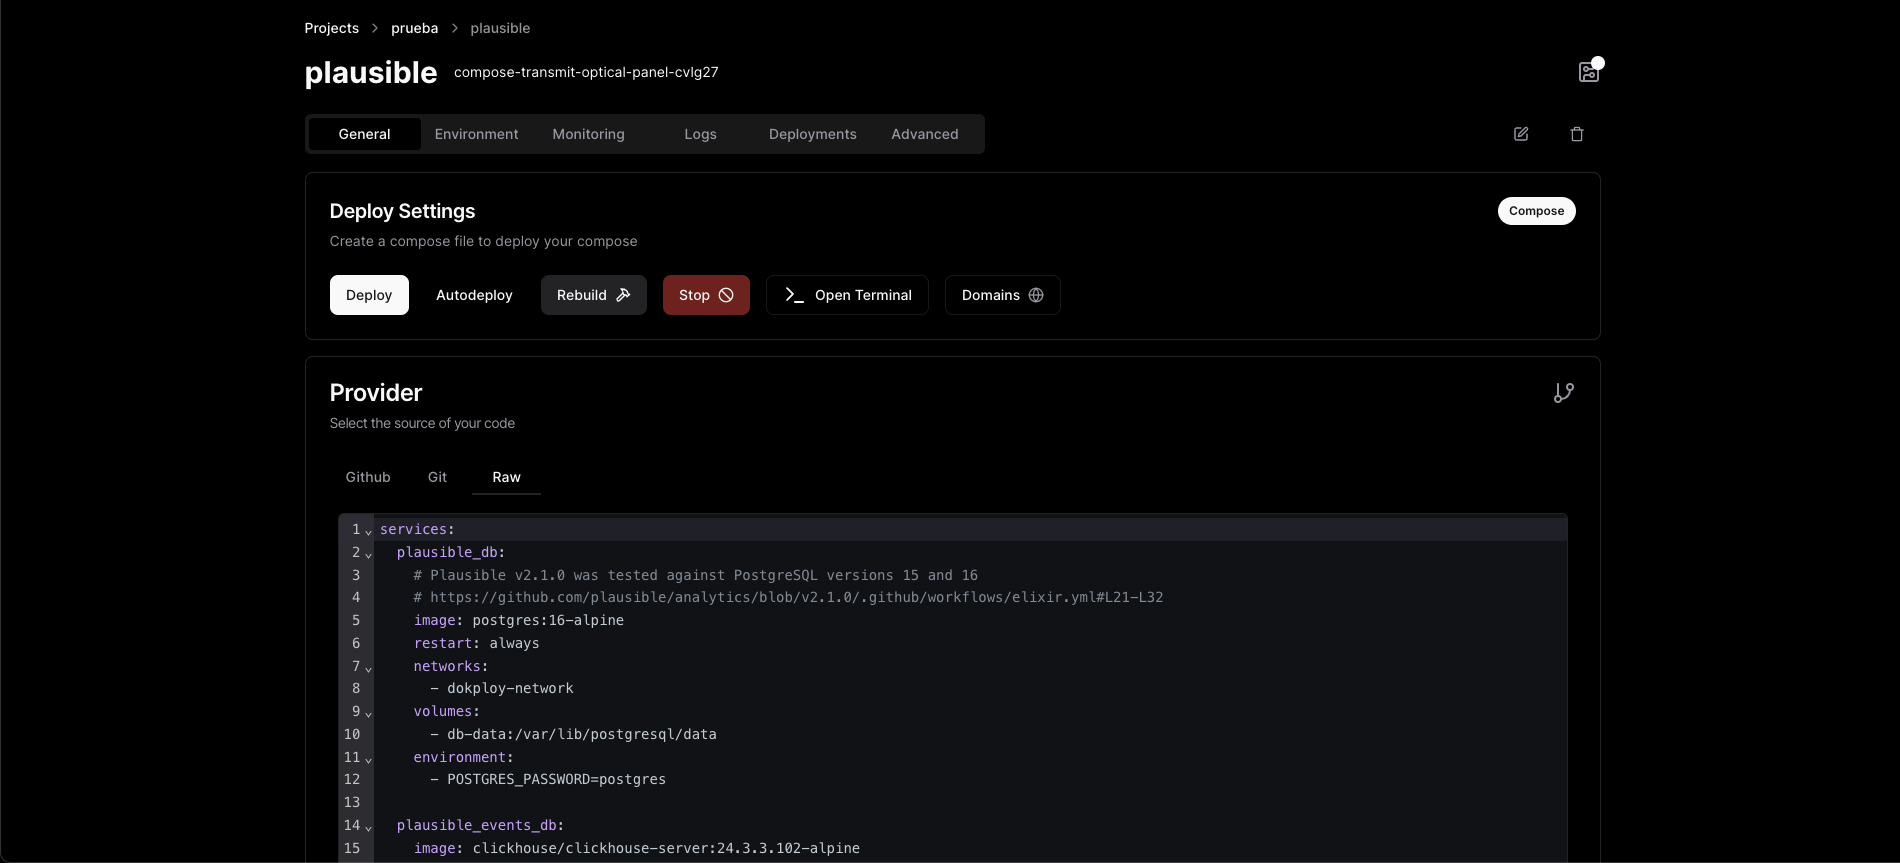 Projects > prueba > plausible
plausible compose-transmit-optical-panel-cvlg27
General Environment Monitoring Logs Deployments Advanced
Deploy Settings
Compose
Create a compose file to deploy your compose
Deploy Autodeploy Rebuild Stop Open Terminal Domains
Provider
Select the source of your code
Github Git Raw
1 services:
2   plausible_db:
3     # Plausible v2.1.0 was tested against PostgreSQL versions 15 and 16
4     # https://github.com/plausible/analytics/blob/v2.1.0/.github/workflows/elixir.yml#L21-L32
5     image: postgres:16-alpine
6     restart: always
7     networks:
8       - dokploy-network
9     volumes:
10       - db-data:/var/lib/postgresql/data
11     environment:
12       - POSTGRES_PASSWORD=postgres
13
14   plausible_events_db:
15     image: clickhouse/clickhouse-server:24.3.3.102-alpine